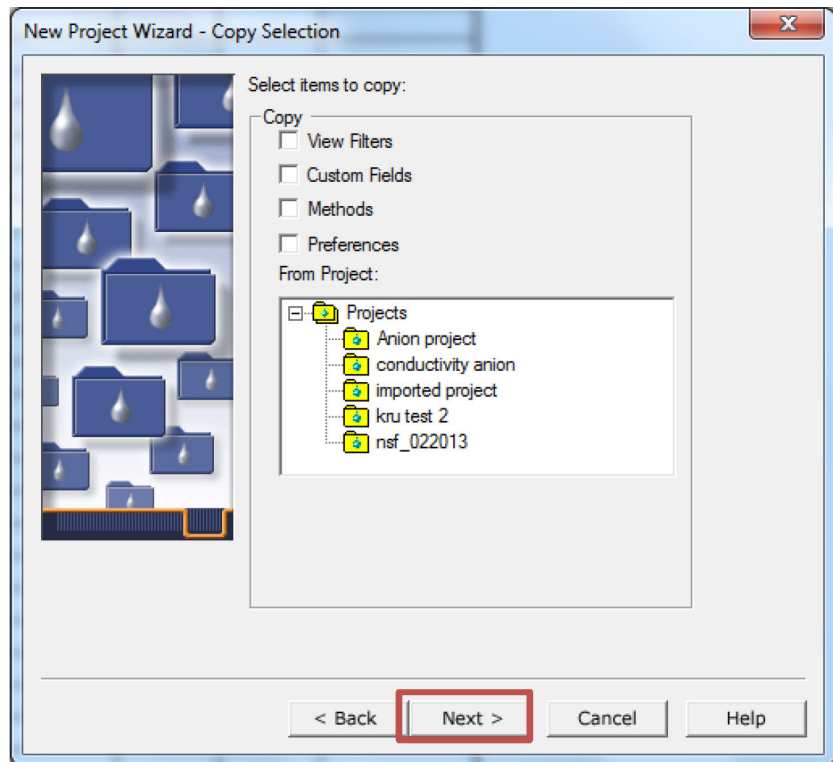 New Project Wizard - Copy Selection
Select items to copy:
Copy
View Filters
Custom Fields
Methods
Preferences
From Project:
Projects
Anion project
conductivity anion
imported project
kru test 2
nsf_022013
< Back Next > Cancel Help